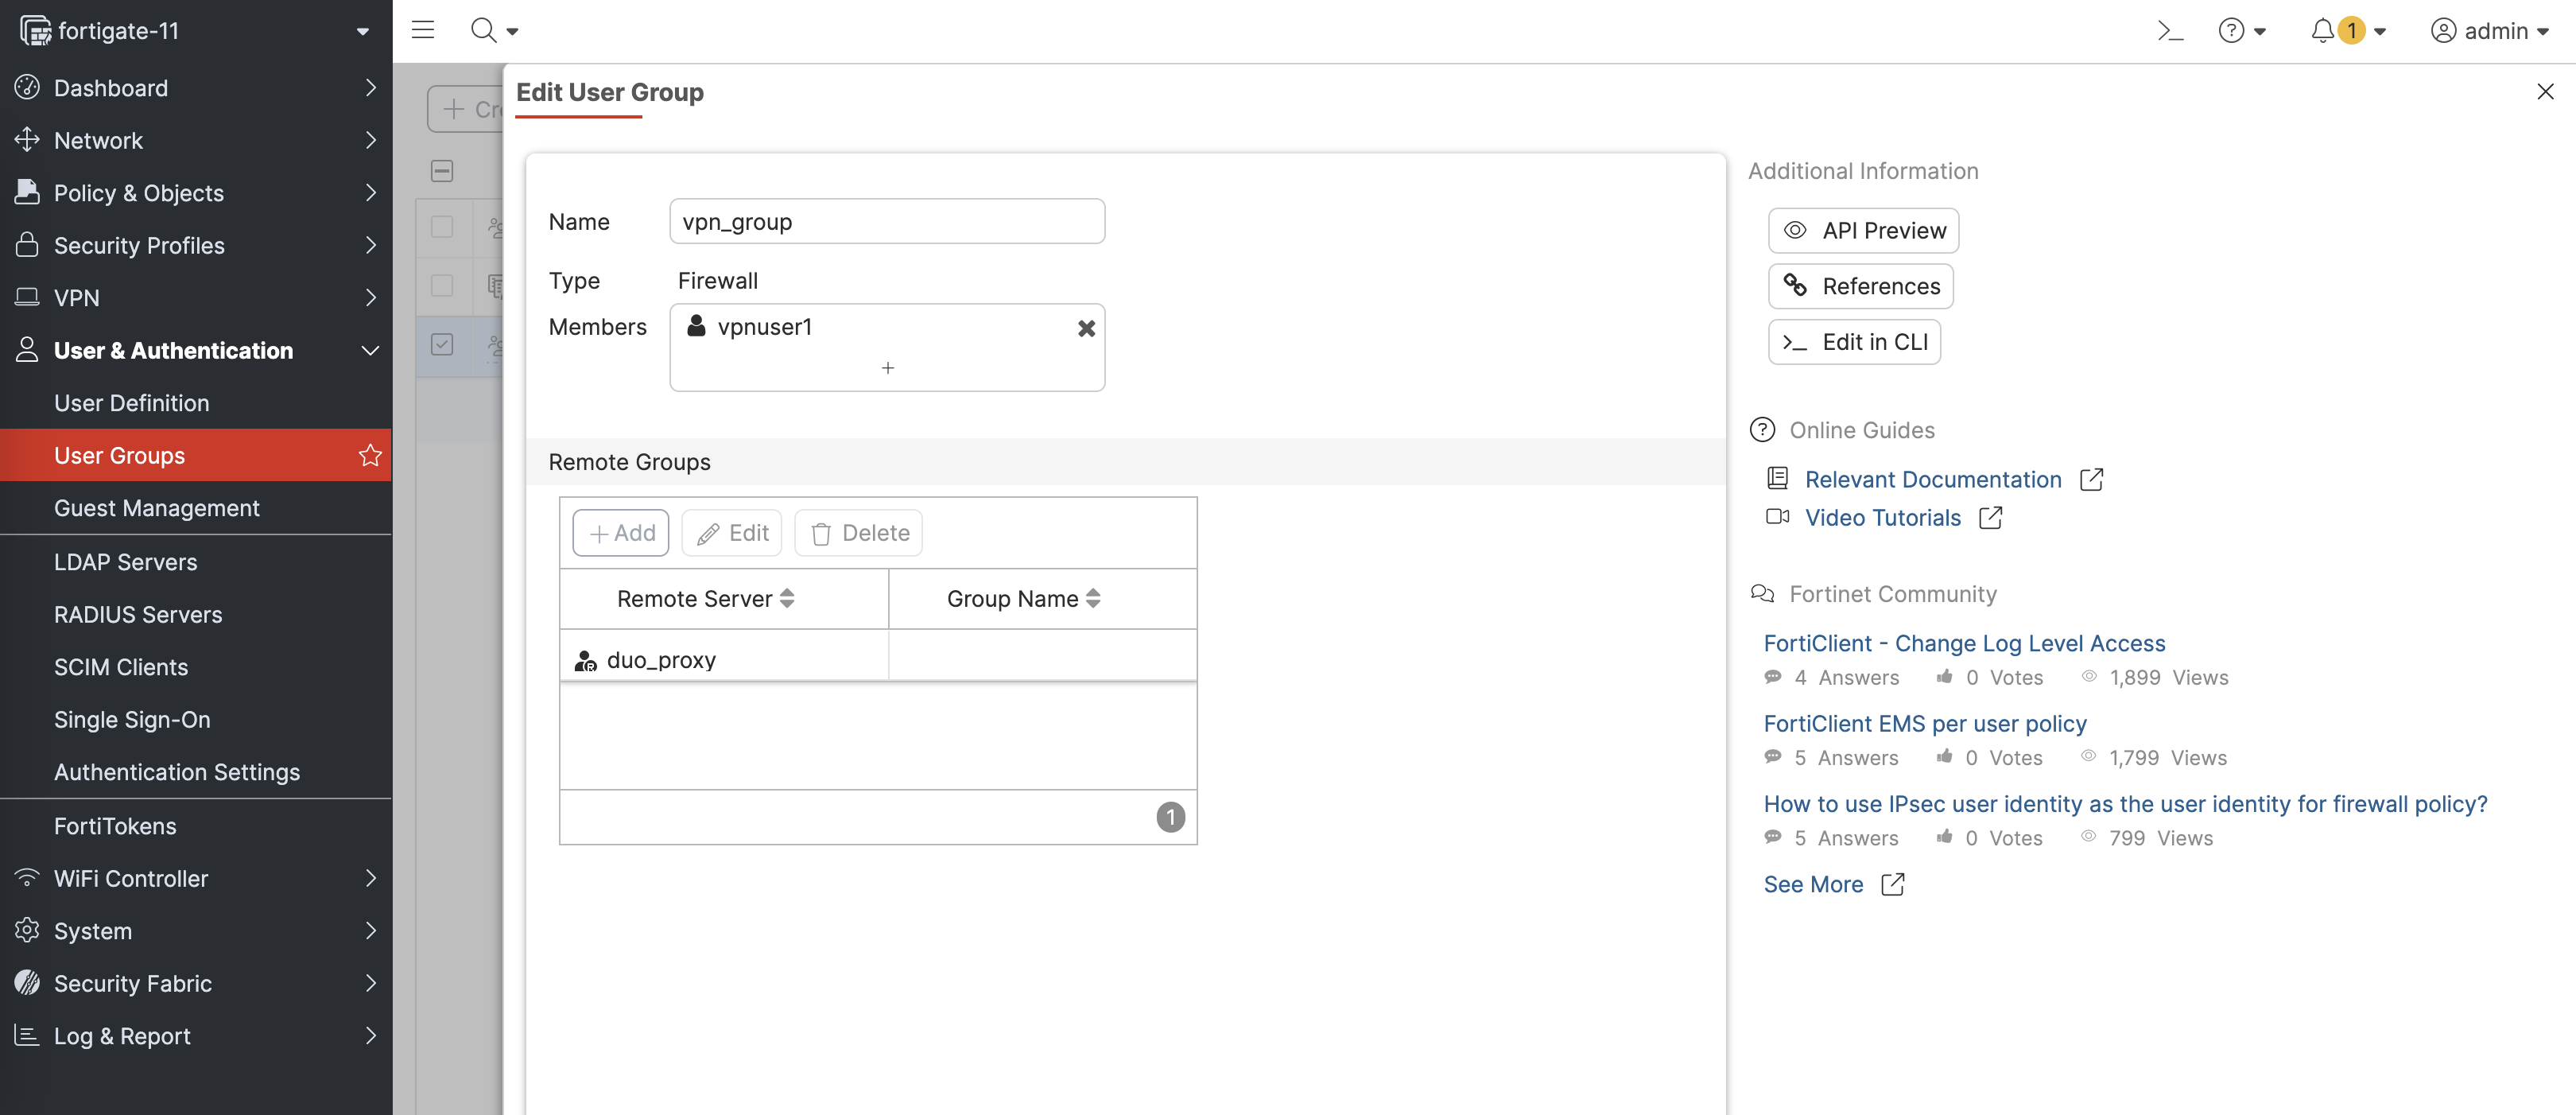 fortigate-11
Dashboard
Network
Policy & Objects
Security Profiles
VPN
User & Authentication
User Definition
User Groups
Guest Management
LDAP Servers
RADIUS Servers
SCIM Clients
Single Sign-On
Authentication Settings
FortiTokens
WiFi Controller
System
Security Fabric
Log & Report
1
admin
Edit User Group
Name
vpn_group
Type
Firewall
Members
vpnuser1
Remote Groups
Add Edit Delete
Remote Server Group Name
duo_proxy
1
Additional Information
API Preview
References
Edit in CLI
Online Guides
Relevant Documentation
Video Tutorials
Fortinet Community
FortiClient - Change Log Level Access
4 Answers 0 Votes 1,899 Views
FortiClient EMS per user policy
5 Answers 0 Votes 1,799 Views
How to use IPsec user identity as the user identity for firewall policy?
5 Answers 0 Votes 799 Views
See More